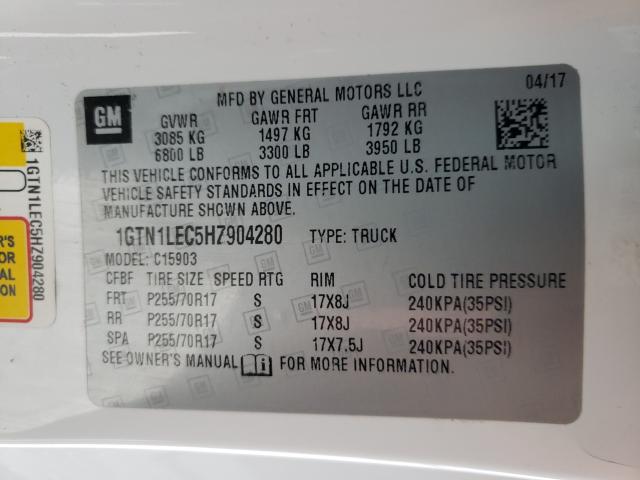 MFD BY GENERAL MOTORS LLC
04/17
GM
GVWR GAWR FRT GAWR RR
3085 KG 1497 KG 1792 KG
6800 LB 3300 LB 3950 LB
THIS VEHICLE CONFORMS TO ALL APPLICABLE U.S. FEDERAL MOTOR
VEHICLE SAFETY STANDARDS IN EFFECT ON THE DATE OF
MANUFACTURE SHOWN ABOVE.
1GTN1LEC5HZ904280 TYPE: TRUCK
MODEL: C15903
CFBF TIRE SIZE SPEED RTG RIM COLD TIRE PRESSURE
FRT P255/70R17 S 17X8J 240KPA(35PSI)
RR P255/70R17 S 17X8J 240KPA(35PSI)
SPA P255/70R17 S 17X7.5J 240KPA(35PSI)
SEE OWNER'S MANUAL FOR MORE INFORMATION.
1GTN1LEC5HZ904280